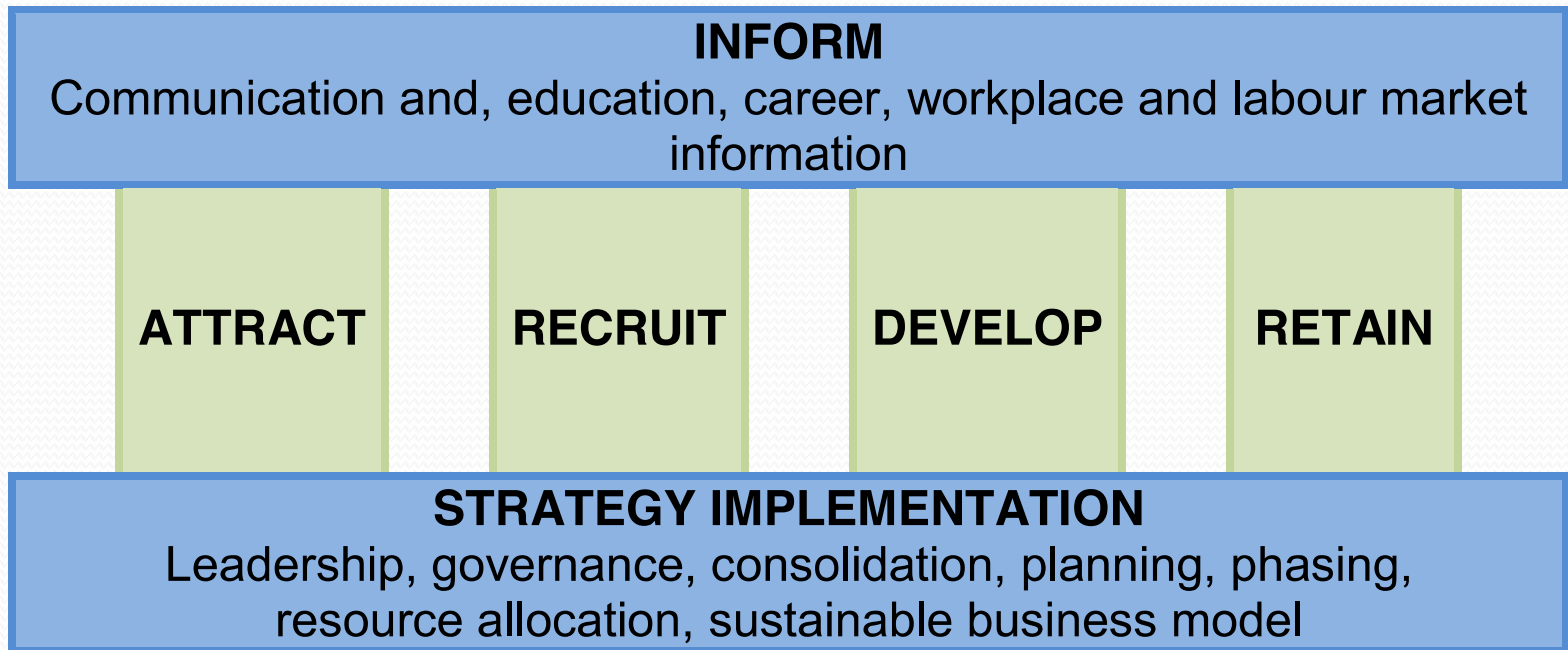 INFORM
Communication and, education, career, workplace and labour market
information
ATTRACT
RECRUIT
DEVELOP
RETAIN
STRATEGY IMPLEMENTATION
Leadership, governance, consolidation, planning, phasing,
resource allocation, sustainable business model